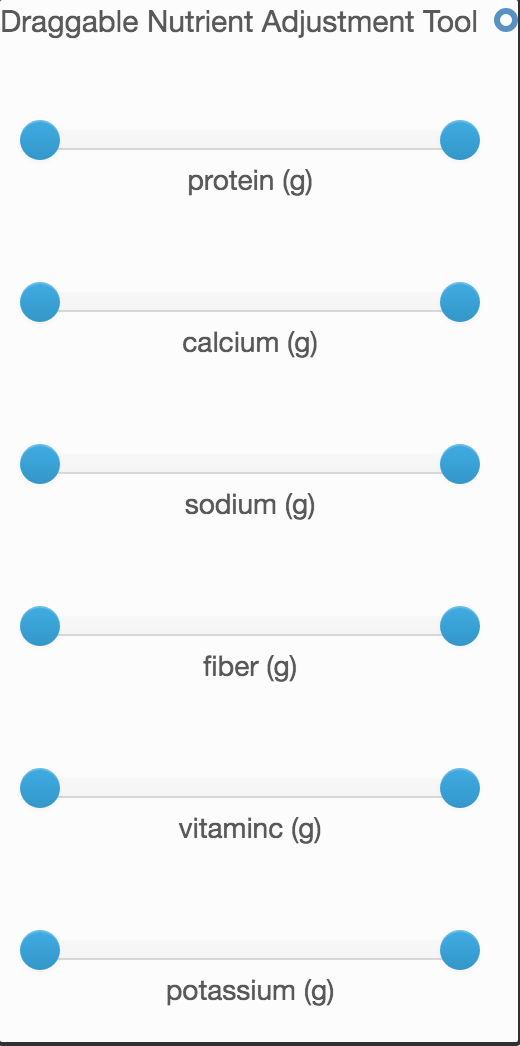 Draggable Nutrient Adjustment Tool
protein (g)
calcium (g)
sodium (g)
fiber (g)
vitaminc (g)
potassium (g)